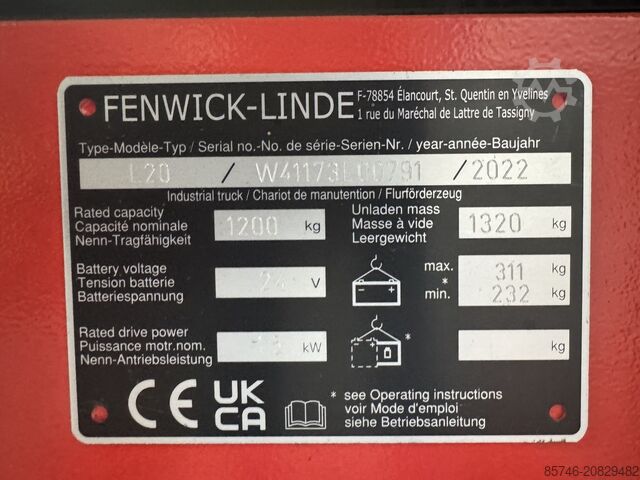 FENWICK-LINDE
F-78854 Élancourt, St. Quentin en Yvelines
1 rue du Maréchal de Lattre de Tassigny
Type-Modèle-Typ / Serial no.-No. de série-Serien-Nr. / year-année-Baujahr
L20 / W41173L00791 / 2022
Industrial truck / Chariot de manutention / Flurförderzeug
Rated capacity
Capacité nominale
Nenn-Tragfähigkeit
1200 kg
Unladen mass
Masse à vide
Leergewicht
1320 kg
Battery voltage
Tension batterie
Batteriespannung
24 V
max. 311 kg
*
min. 232 kg
Rated drive power
Puissance motr.nom.
Nenn-Antriebsleistung
kW
*
kg
CE
UK
CA
* see Operating instructions
voir Mode d'emploi
siehe Betriebsanleitung
85746-20829482